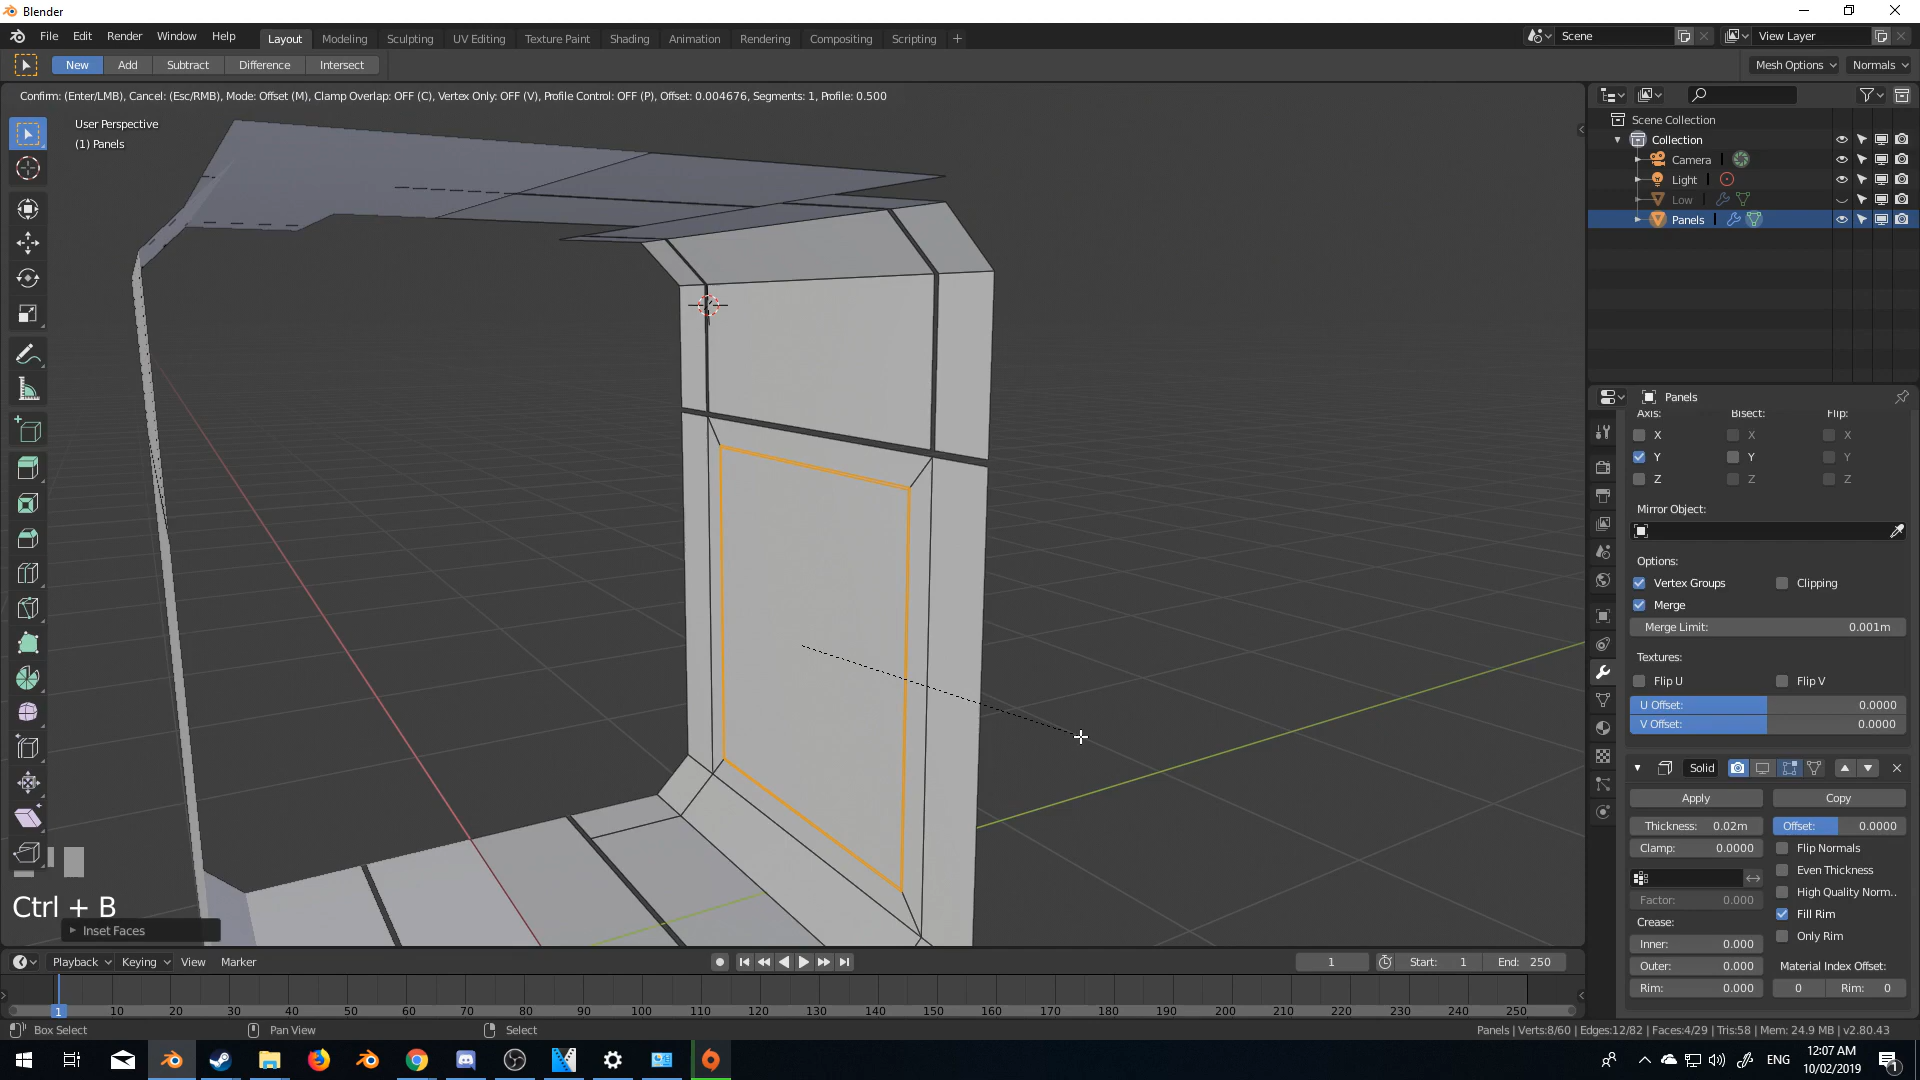 Blender
File Edit Render Window Help
Layout Modeling Sculpting UV Editing Texture Paint Shading Animation Rendering Compositing Scripting +
Scene
View Layer
New Add Subtract Difference Intersect
Mesh Options
Normals
Confirm: (Enter/LMB), Cancel: (Esc/RMB), Mode: Offset (M), Clamp Overlap: OFF (C), Vertex Only: OFF (V), Profile Control: OFF (P), Offset: 0.004676, Segments: 1, Profile: 0.500
User Perspective
(1) Panels
Scene Collection
Collection
Camera
Light
Low
Panels
Panels
Axis: Bisect: Flip:
X X X
Y Y Y
Z Z Z
Mirror Object:
Options:
Vertex Groups Clipping
Merge
Merge Limit: 0.001m
Textures:
Flip U Flip V
U Offset: 0.0000
V Offset: 0.0000
Solid
Apply Copy
Thickness: 0.02m Offset: 0.0000
Clamp: 0.0000 Flip Normals
Even Thickness
High Quality Norm..
Factor: 0.000
Fill Rim
Crease:
Only Rim
Inner: 0.000
Outer: 0.000 Material Index Offset:
Rim: 0.000 0 Rim: 0
Ctrl + B
Inset Faces
Playback Keying View Marker
1 Start: 1 End: 250
1 10 20 30 40 50 60 70 80 90 100 110 120 130 140 150 160 170 180 190 200 210 220 230 240 250
Box Select Pan View Select
Panels | Verts:8/60 | Edges:12/82 | Faces:4/29 | Tris:58 | Mem: 24.9 MB | v2.80.43
ENG
12:07 AM
10/02/2019
1